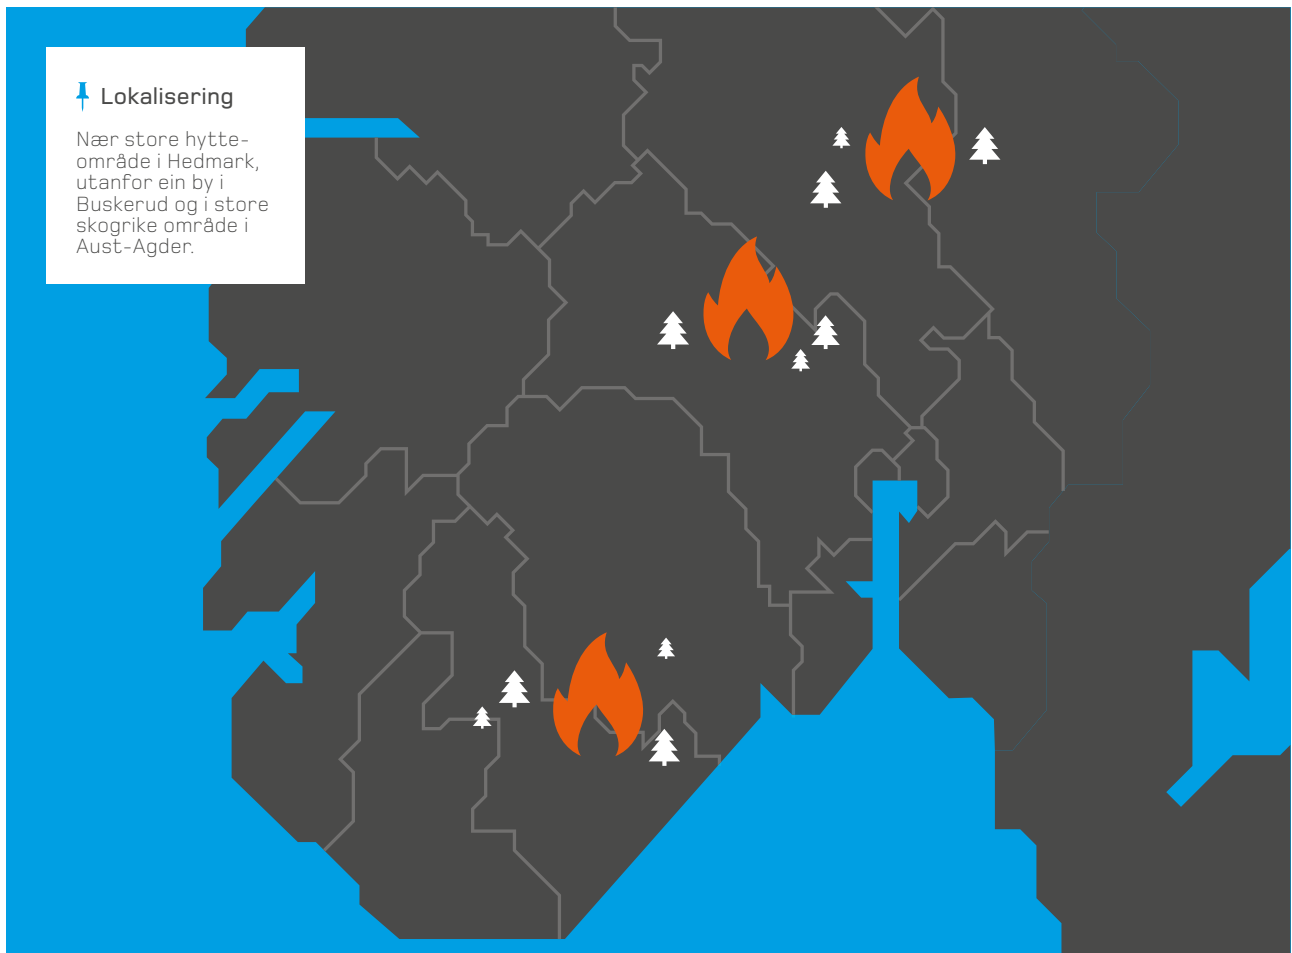 Lokalisering
Nær store hytte-
område i Hedmark,
utanfor ein by i
Buskerud og i store
skogrike område i
Aust-Agder.